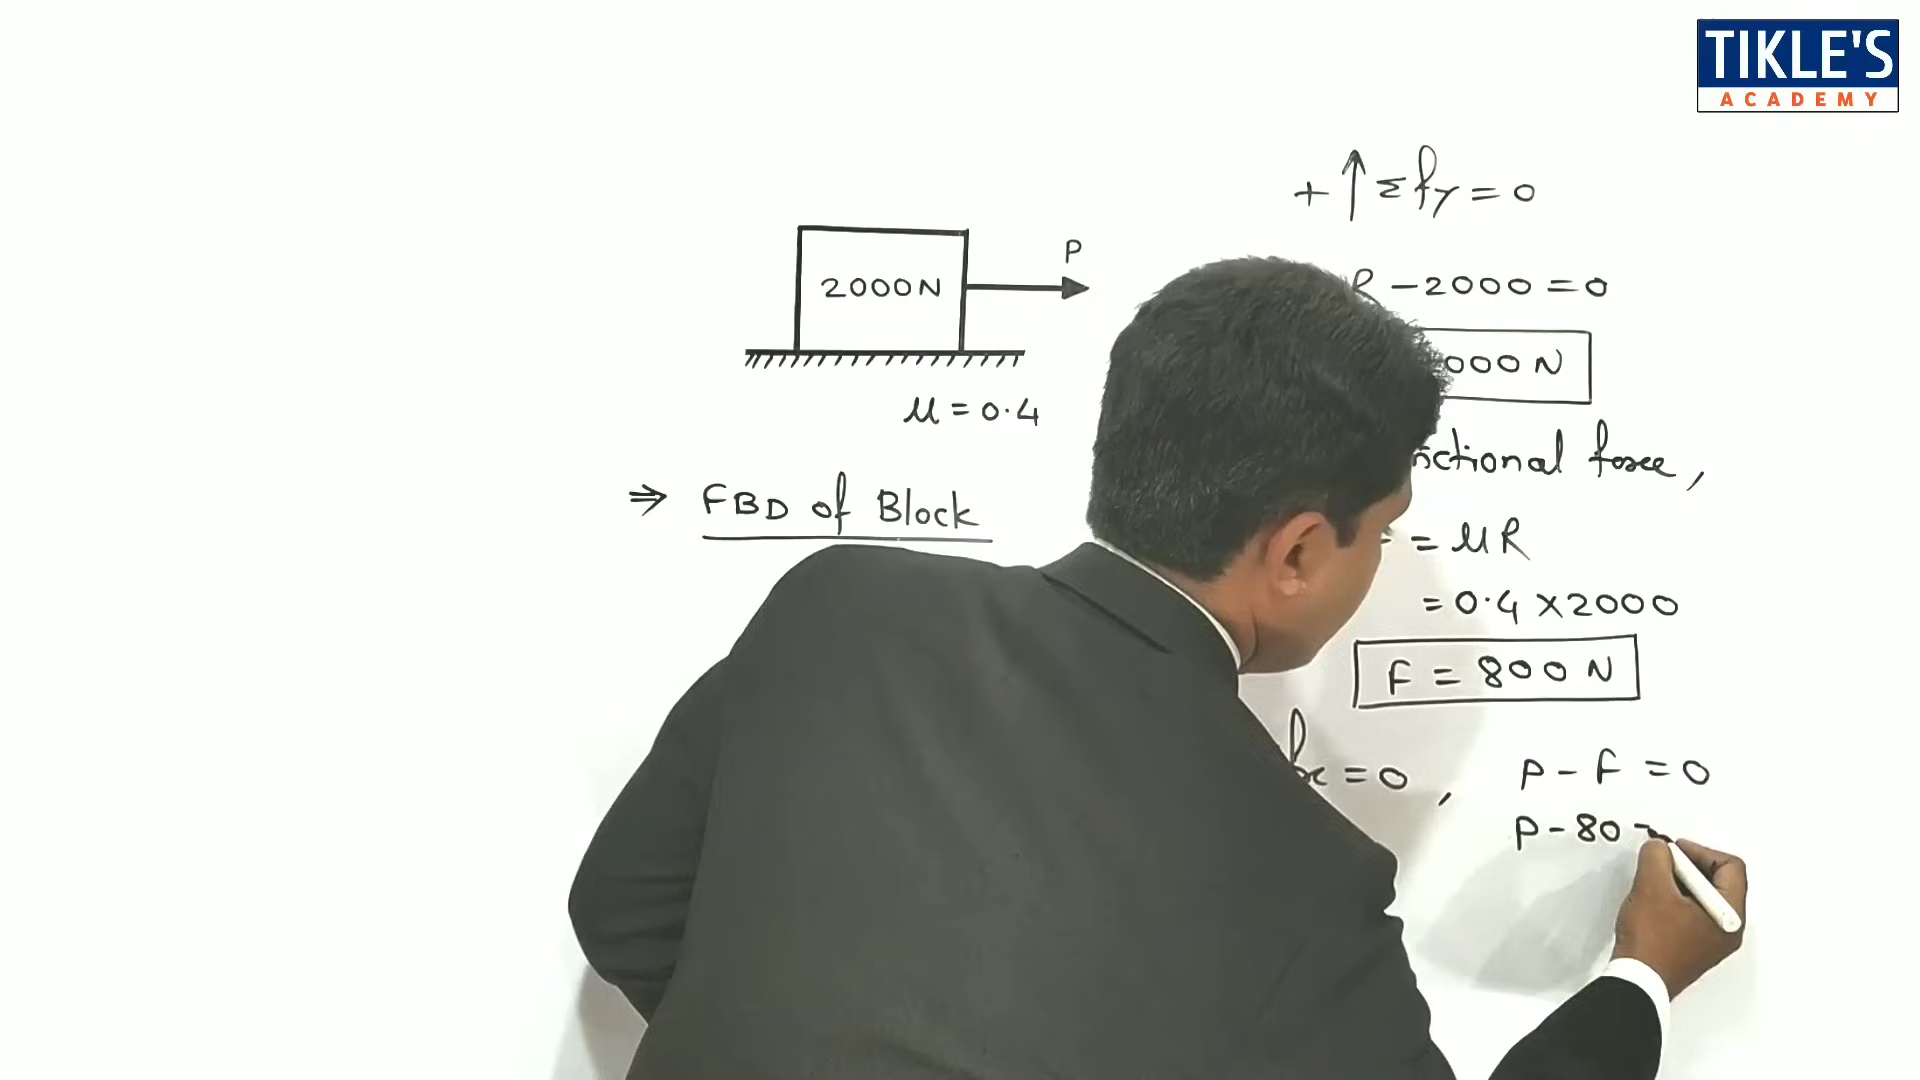 TIKLE'S
ACADEMY
2000N
P
μ = 0.4
⇒ FBD of Block
+ ↑ Σfy = 0
R - 2000 = 0
000 N
force,
= μR
= 0.4 × 2000
F = 800 N
fx = 0, P - F = 0
P - 80